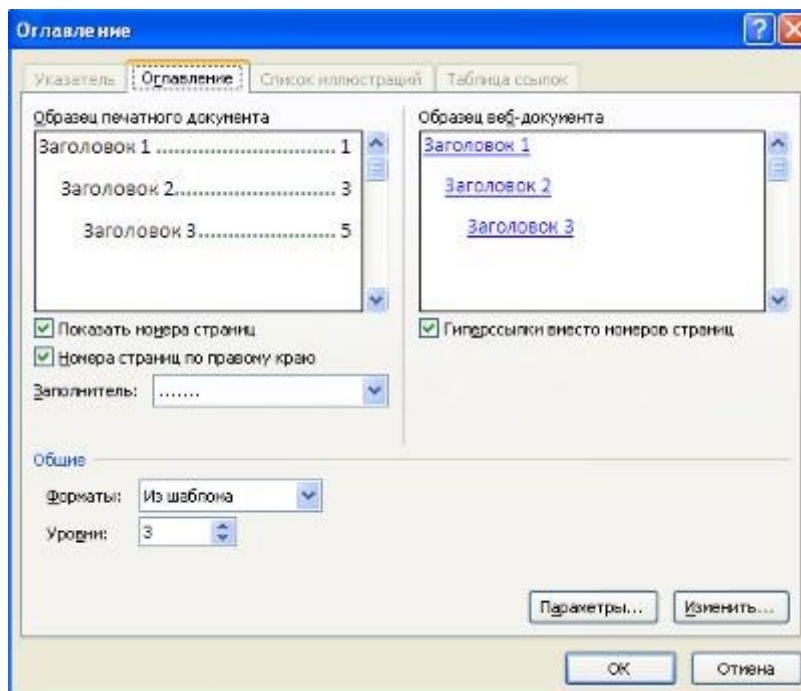 Оглавление
Указатель Оглавление Список иллюстраций Таблица ссылок
Образец печатного документа
Заголовок 1 ................................ 1
Заголовок 2............................. 3
Заголовок 3........................ 5
Образец веб-документа
Заголовок 1
Заголовок 2
Заголовок 3
Показать номера страниц
Номера страниц по правому краю
Заполнитель: .......
Гиперссылки вместо номеров страниц
Общие
Форматы: Из шаблона
Уровни: 3
Параметры... Изменить...
ОК Отмена